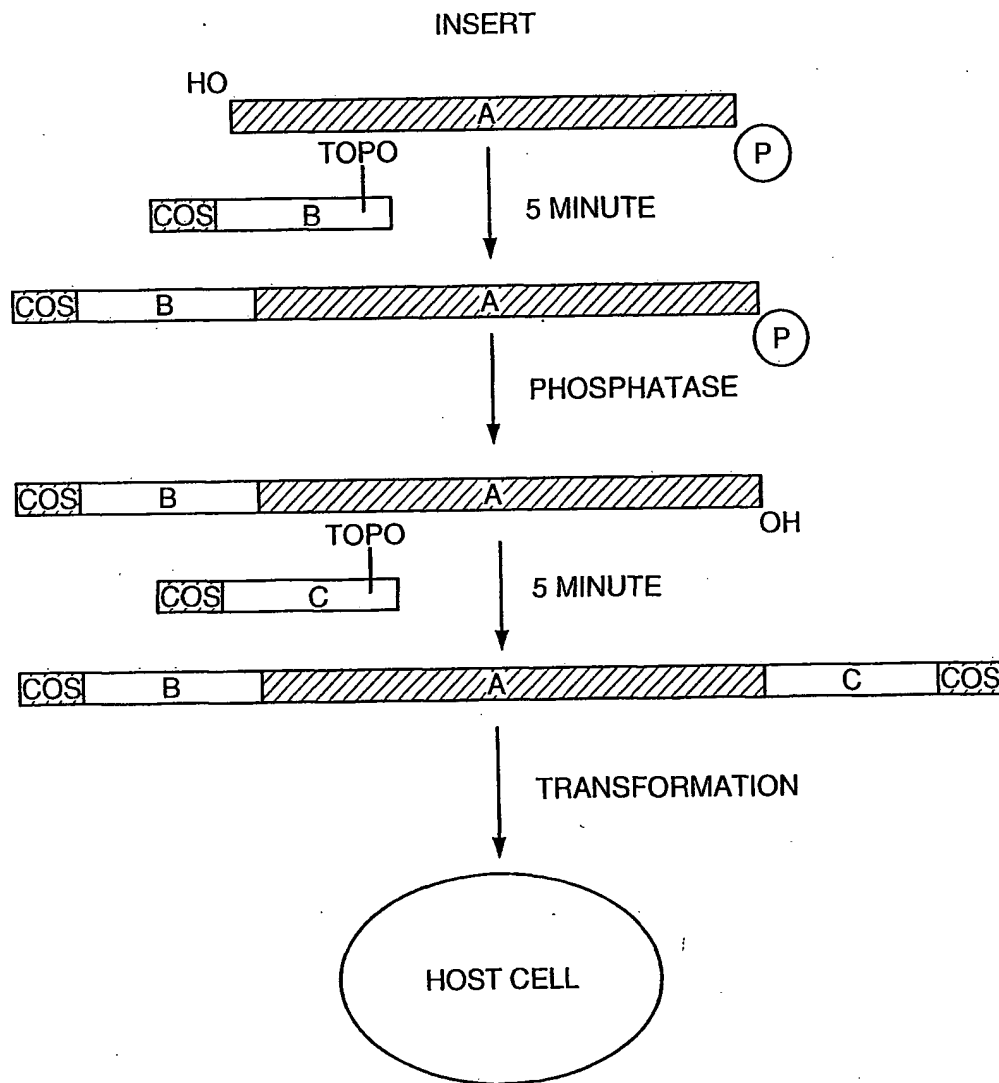 INSERT
HO
A
P
TOPO
COS B
5 MINUTE
COS B A
P
PHOSPHATASE
COS B A
OH
TOPO
COS C
5 MINUTE
COS B A C COS
TRANSFORMATION
HOST CELL